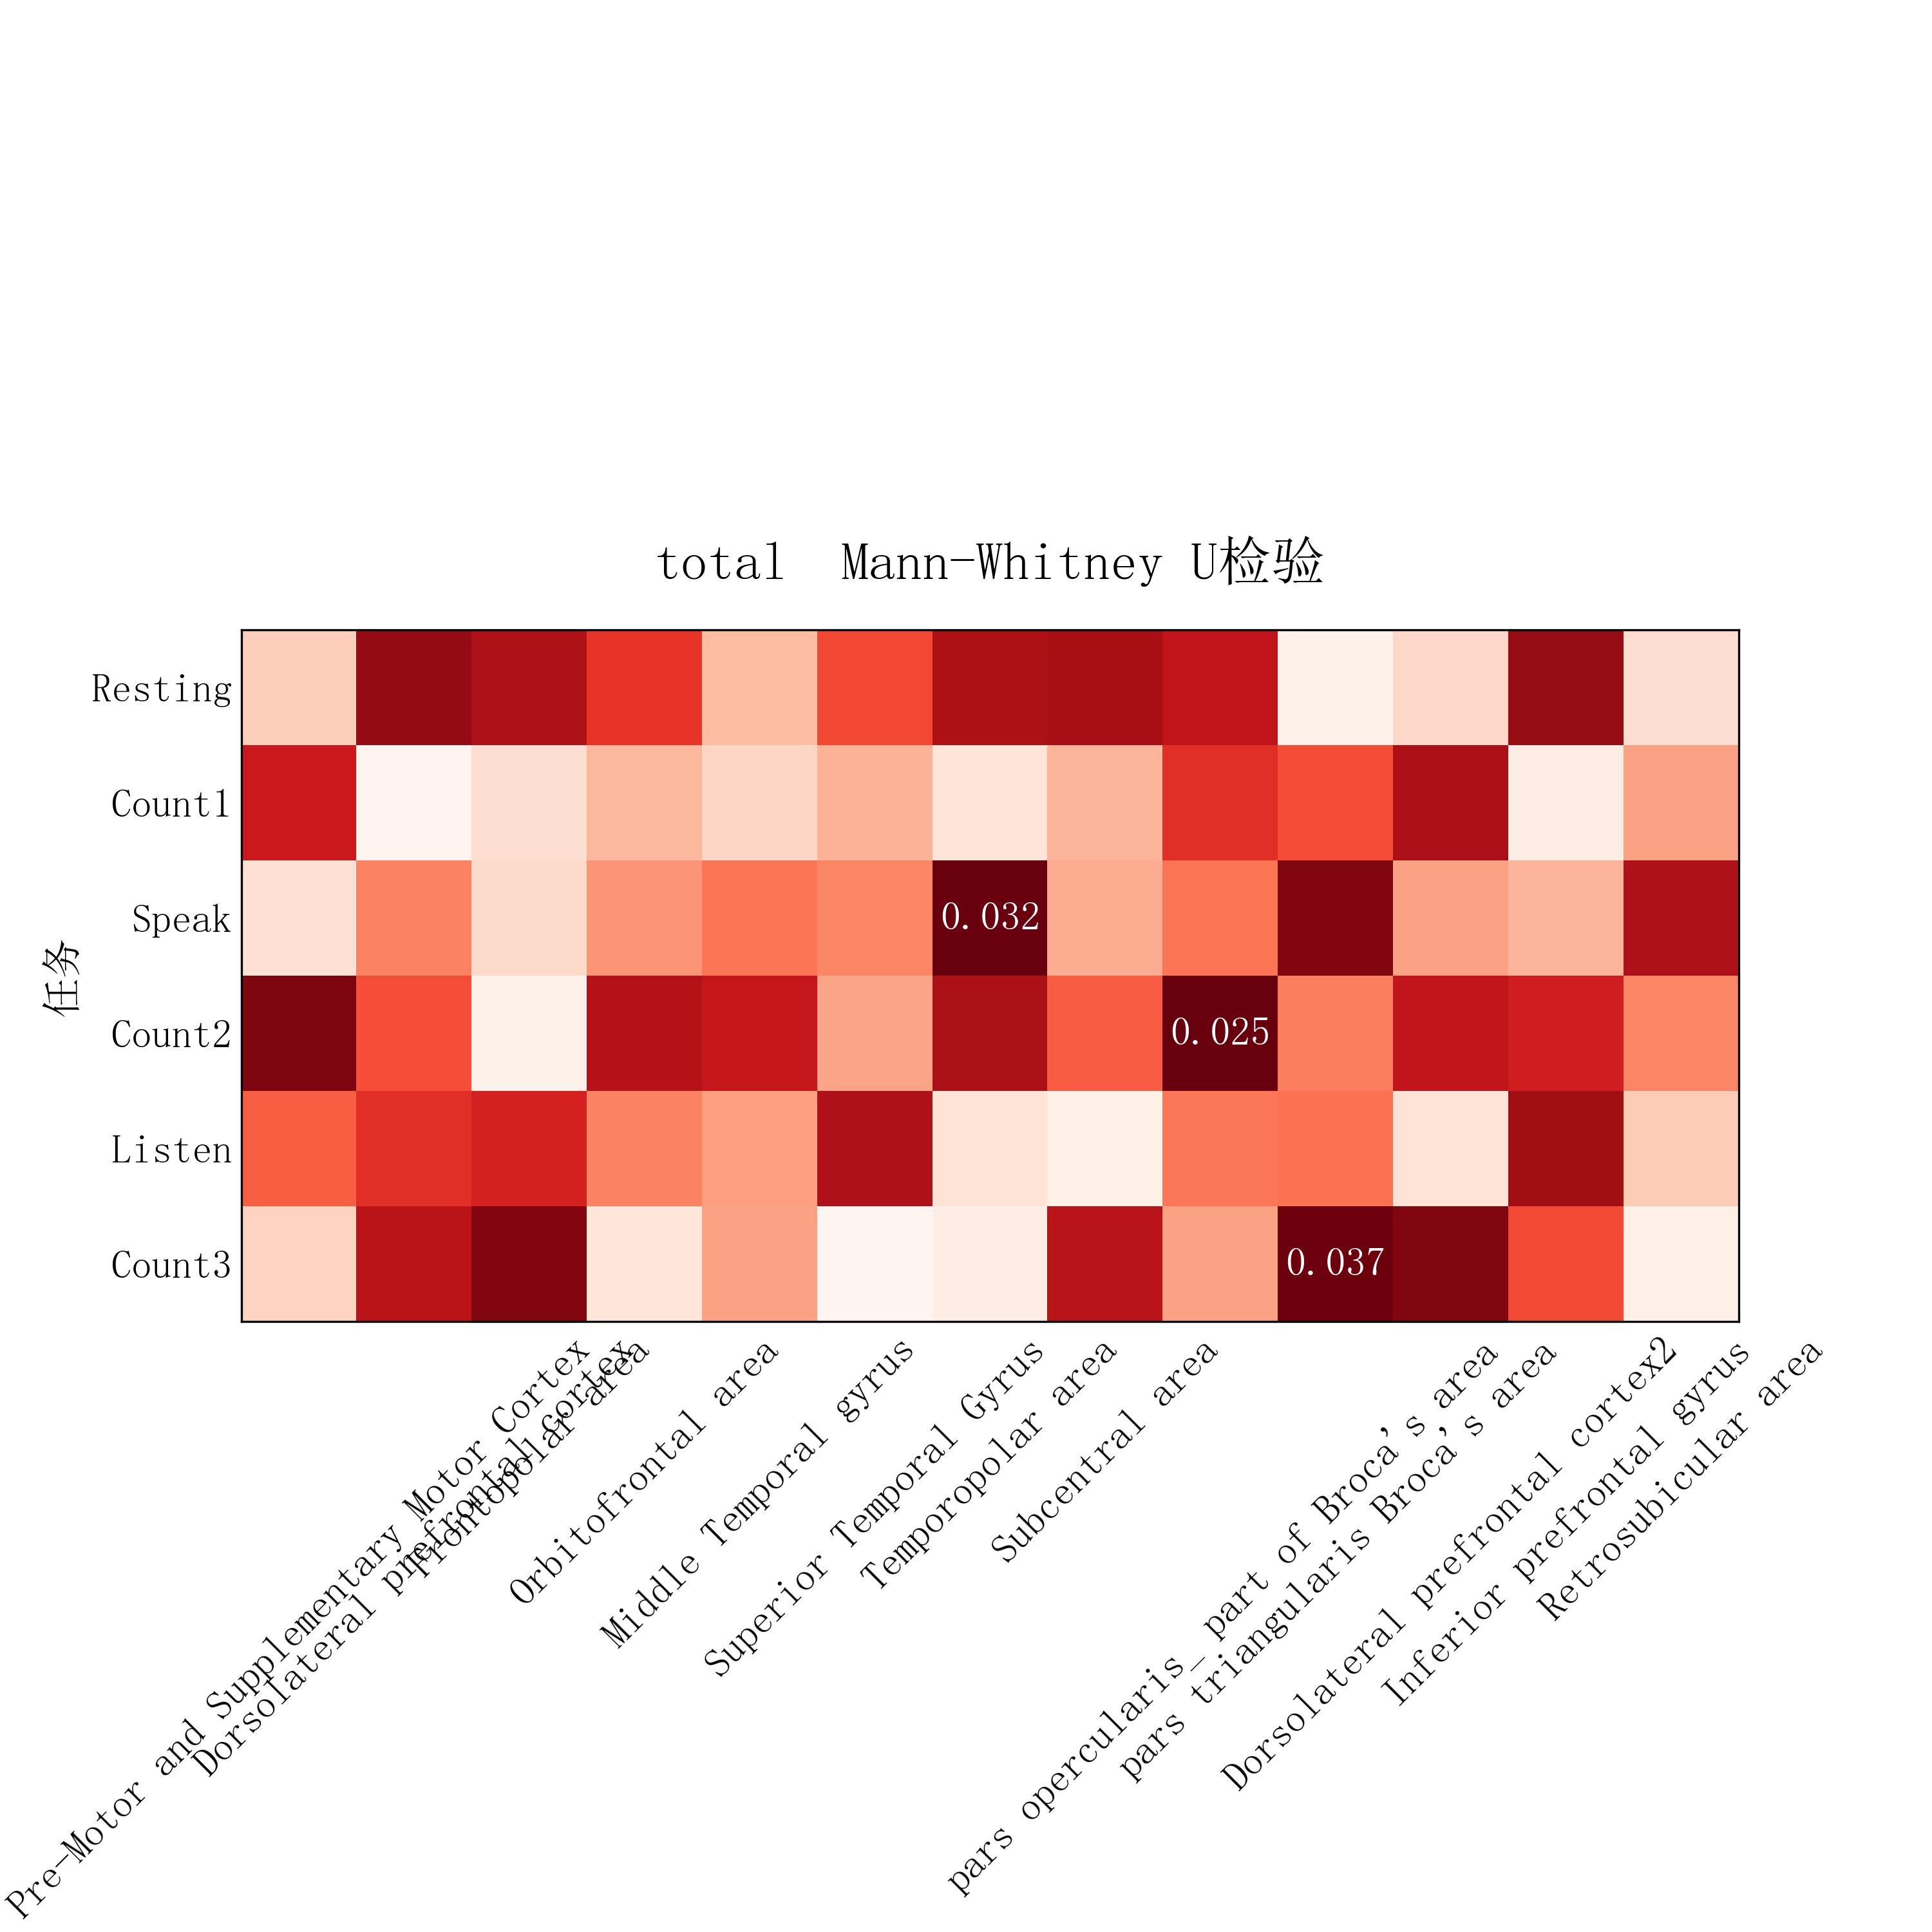 total  Mann-Whitney U检验
任务
Resting
Count1
Speak
0.032
Count2
0.025
Listen
Count3
0.037
Pre-Motor and Supplementary Motor Cortex
Dorsolateral prefrontal cortex
Frontopolar area
Orbitofrontal area
Middle Temporal gyrus
Superior Temporal Gyrus
Temporopolar area
Subcentral area
pars opercularis_ part of Broca's area
pars triangularis Broca's area
Dorsolateral prefrontal cortex2
Inferior prefrontal gyrus
Retrosubicular area